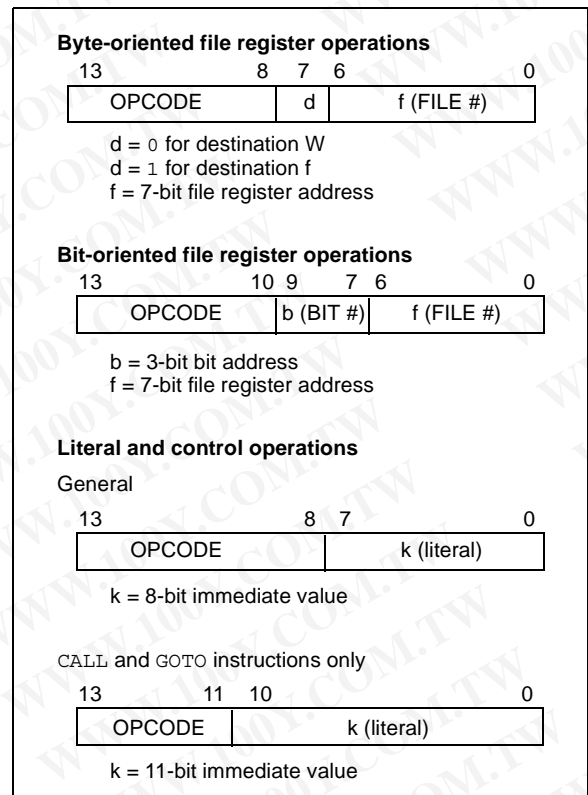 Byte-oriented file register operations
13 8 7 6 0
OPCODE d f (FILE #)
d = 0 for destination W
d = 1 for destination f
f = 7-bit file register address
Bit-oriented file register operations
13 10 9 7 6 0
OPCODE b (BIT #) f (FILE #)
b = 3-bit bit address
f = 7-bit file register address
Literal and control operations
General
13 8 7 0
OPCODE k (literal)
k = 8-bit immediate value
CALL and GOTO instructions only
13 11 10 0
OPCODE k (literal)
k = 11-bit immediate value
WWW.100Y.COM.TW